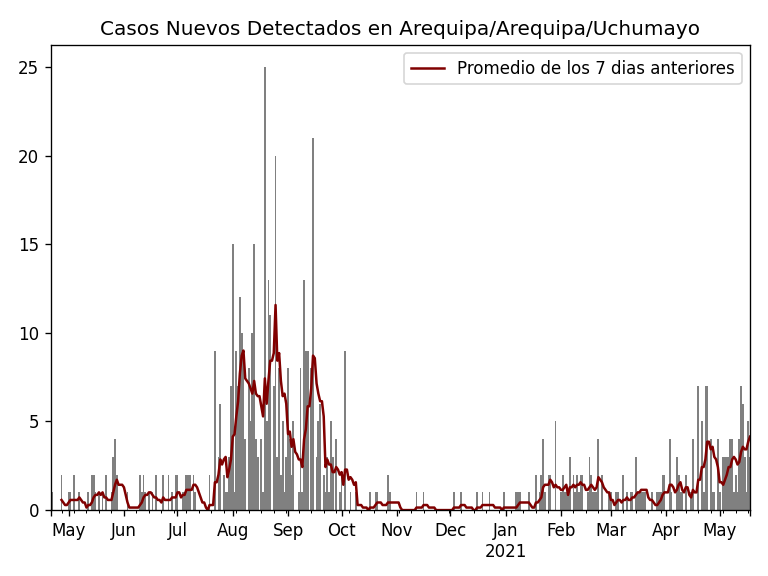 Casos Nuevos Detectados en Arequipa/Arequipa/Uchumayo
Promedio de los 7 dias anteriores
25
20
15
10
5
0
May Jun Jul Aug Sep Oct Nov Dec Jan Feb Mar Apr May
2021